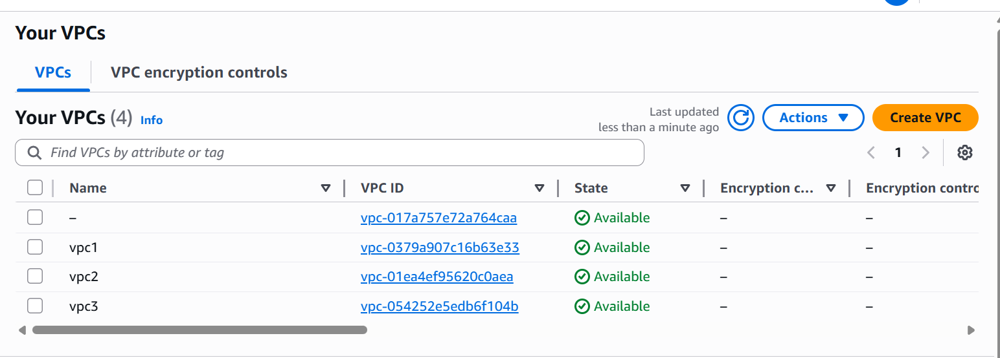 Your VPCs
VPCs VPC encryption controls
Your VPCs (4) Info
Last updated
less than a minute ago
Actions
Create VPC
Find VPCs by attribute or tag
1
Name VPC ID State Encryption c... Encryption contro
– vpc-017a757e72a764caa Available – –
vpc1 vpc-0379a907c16b63e33 Available – –
vpc2 vpc-01ea4ef95620c0aea Available – –
vpc3 vpc-054252e5edb6f104b Available – –